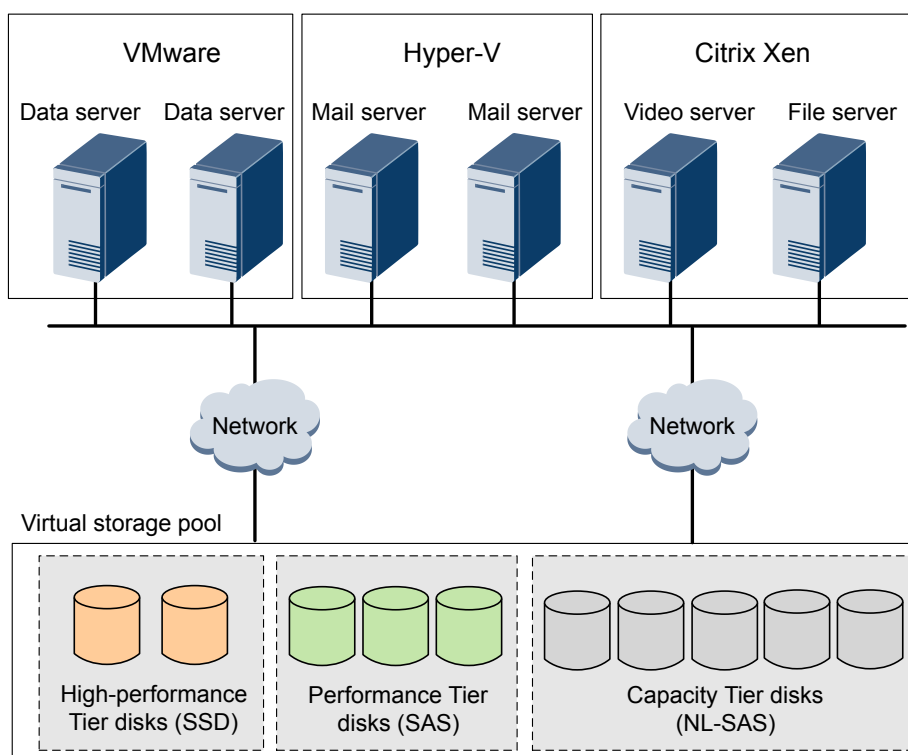 VMware
Hyper-V
Citrix Xen
Data server
Data server
Mail server
Mail server
Video server
File server
Network
Network
Virtual storage pool
High-performance
Tier disks (SSD)
Performance Tier
disks (SAS)
Capacity Tier disks
(NL-SAS)